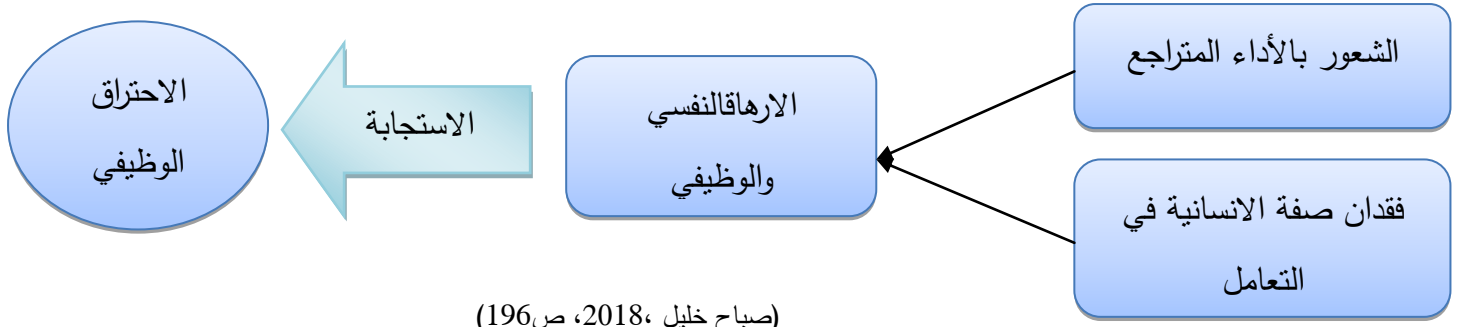 الشعور بالأداء المتراجع
فقدان صفة الانسانية في
التعامل
الارهاقالنفسي
والوظيفي
الاستجابة
الاحتراق
الوظيفي
(صباح خليل ،2018، ص196)